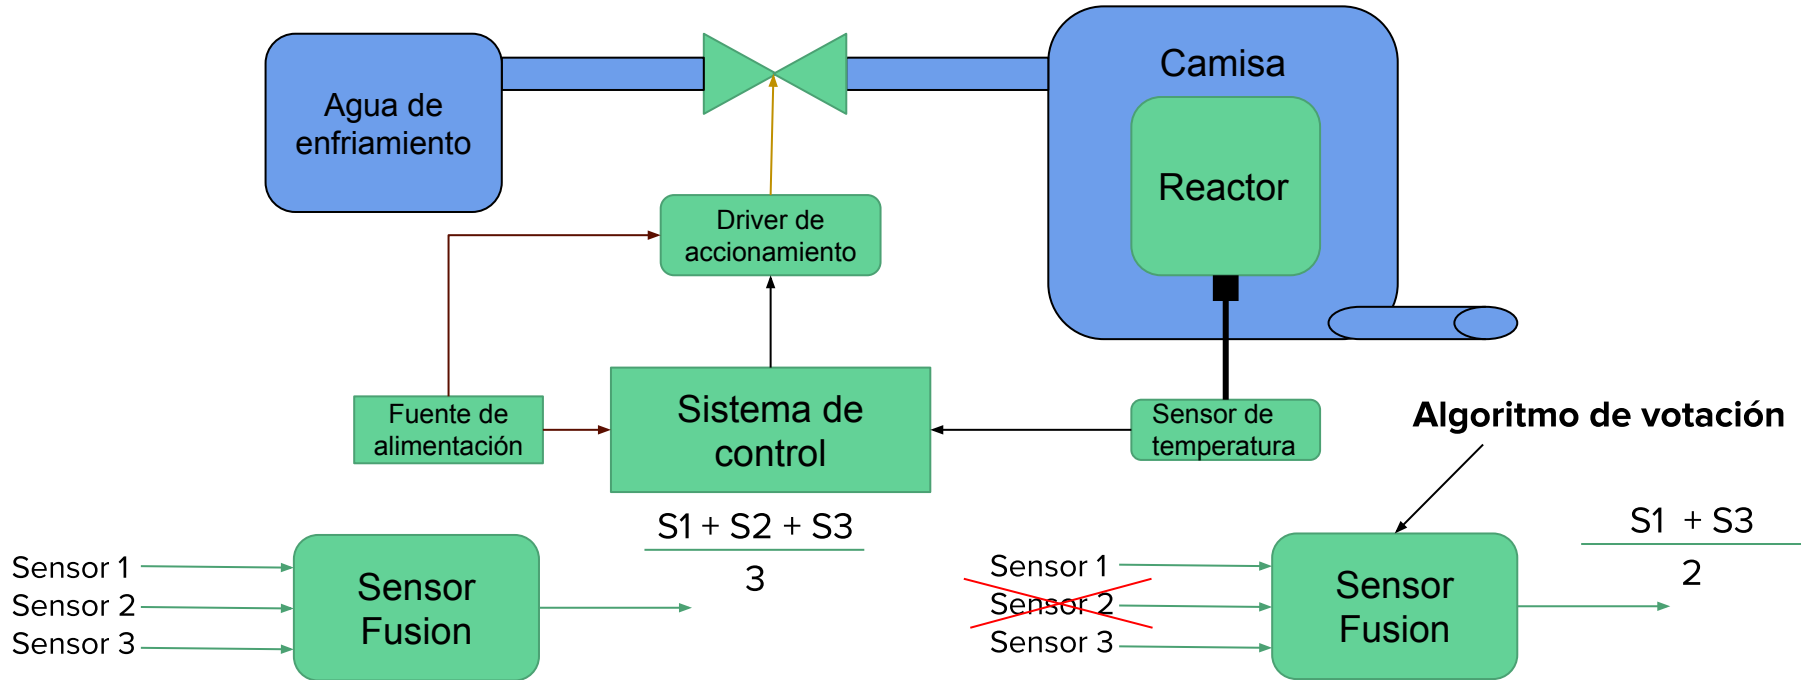 Agua de
enfriamiento
Camisa
Reactor
Driver de
accionamiento
Fuente de
alimentación
Sistema de
control
Sensor de
temperatura
Algoritmo de votación
Sensor 1
Sensor 2
Sensor 3
Sensor
Fusion
S1 + S2 + S3
3
Sensor 1
Sensor 2
Sensor 3
Sensor
Fusion
S1 + S3
2